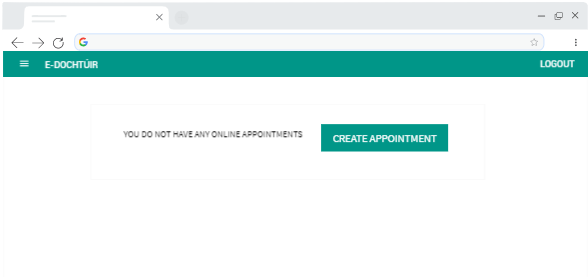 E-DOCHTÚIR
LOGOUT
YOU DO NOT HAVE ANY ONLINE APPOINTMENTS
CREATE APPOINTMENT